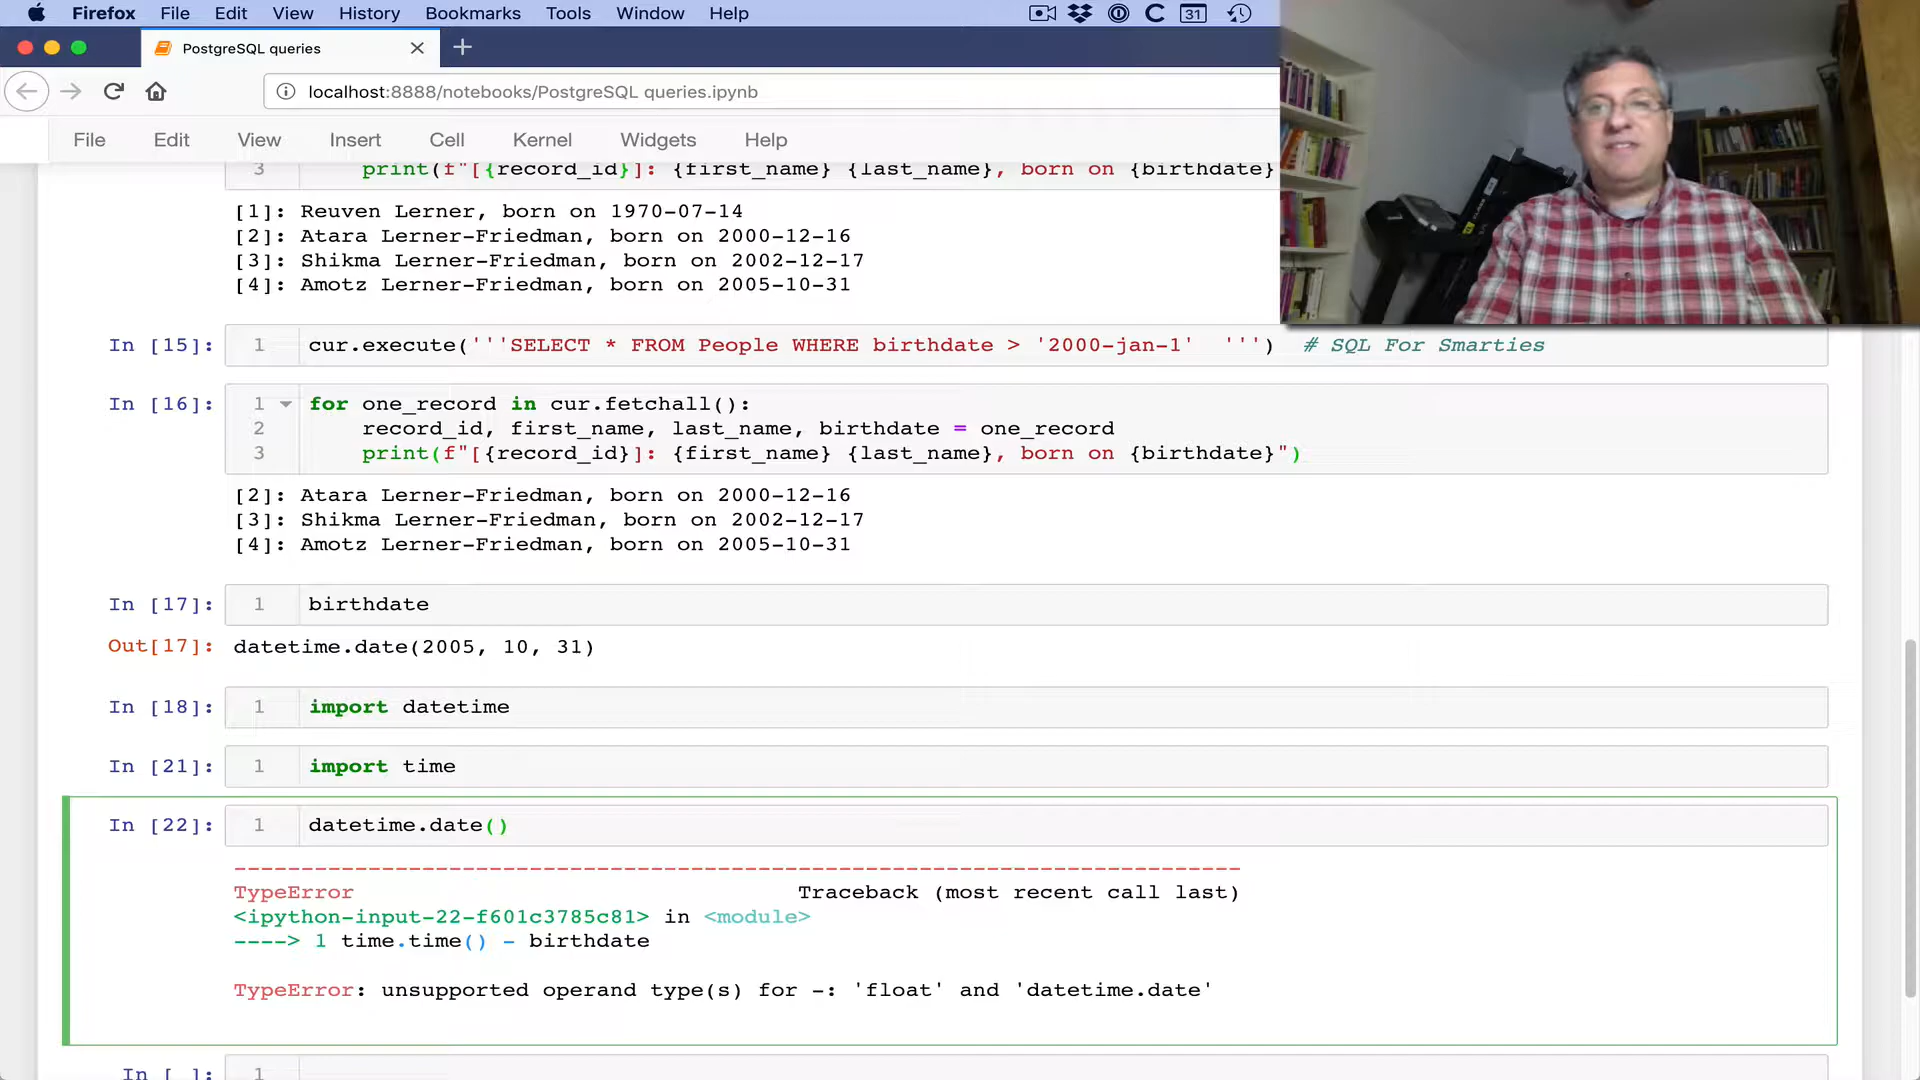 Firefox File Edit View History Bookmarks Tools Window Help 31
PostgreSQL queries
localhost:8888/notebooks/PostgreSQL queries.ipynb
File Edit View Insert Cell Kernel Widgets Help
3 print(f"[{record_id}]: {first_name} {last_name}, born on {birthdate}
[1]: Reuven Lerner, born on 1970-07-14
[2]: Atara Lerner-Friedman, born on 2000-12-16
[3]: Shikma Lerner-Friedman, born on 2002-12-17
[4]: Amotz Lerner-Friedman, born on 2005-10-31
In [15]: 1 cur.execute('''SELECT * FROM People WHERE birthdate > '2000-jan-1' ''') # SQL For Smarties
In [16]: 1 for one_record in cur.fetchall():
2 record_id, first_name, last_name, birthdate = one_record
3 print(f"[{record_id}]: {first_name} {last_name}, born on {birthdate}")
[2]: Atara Lerner-Friedman, born on 2000-12-16
[3]: Shikma Lerner-Friedman, born on 2002-12-17
[4]: Amotz Lerner-Friedman, born on 2005-10-31
In [17]: 1 birthdate
Out[17]: datetime.date(2005, 10, 31)
In [18]: 1 import datetime
In [21]: 1 import time
In [22]: 1 datetime.date()
---------------------------------------------------------------------------
TypeError Traceback (most recent call last)
<ipython-input-22-f601c3785c81> in <module>
----> 1 time.time() - birthdate
TypeError: unsupported operand type(s) for -: 'float' and 'datetime.date'
In [ ]: 1